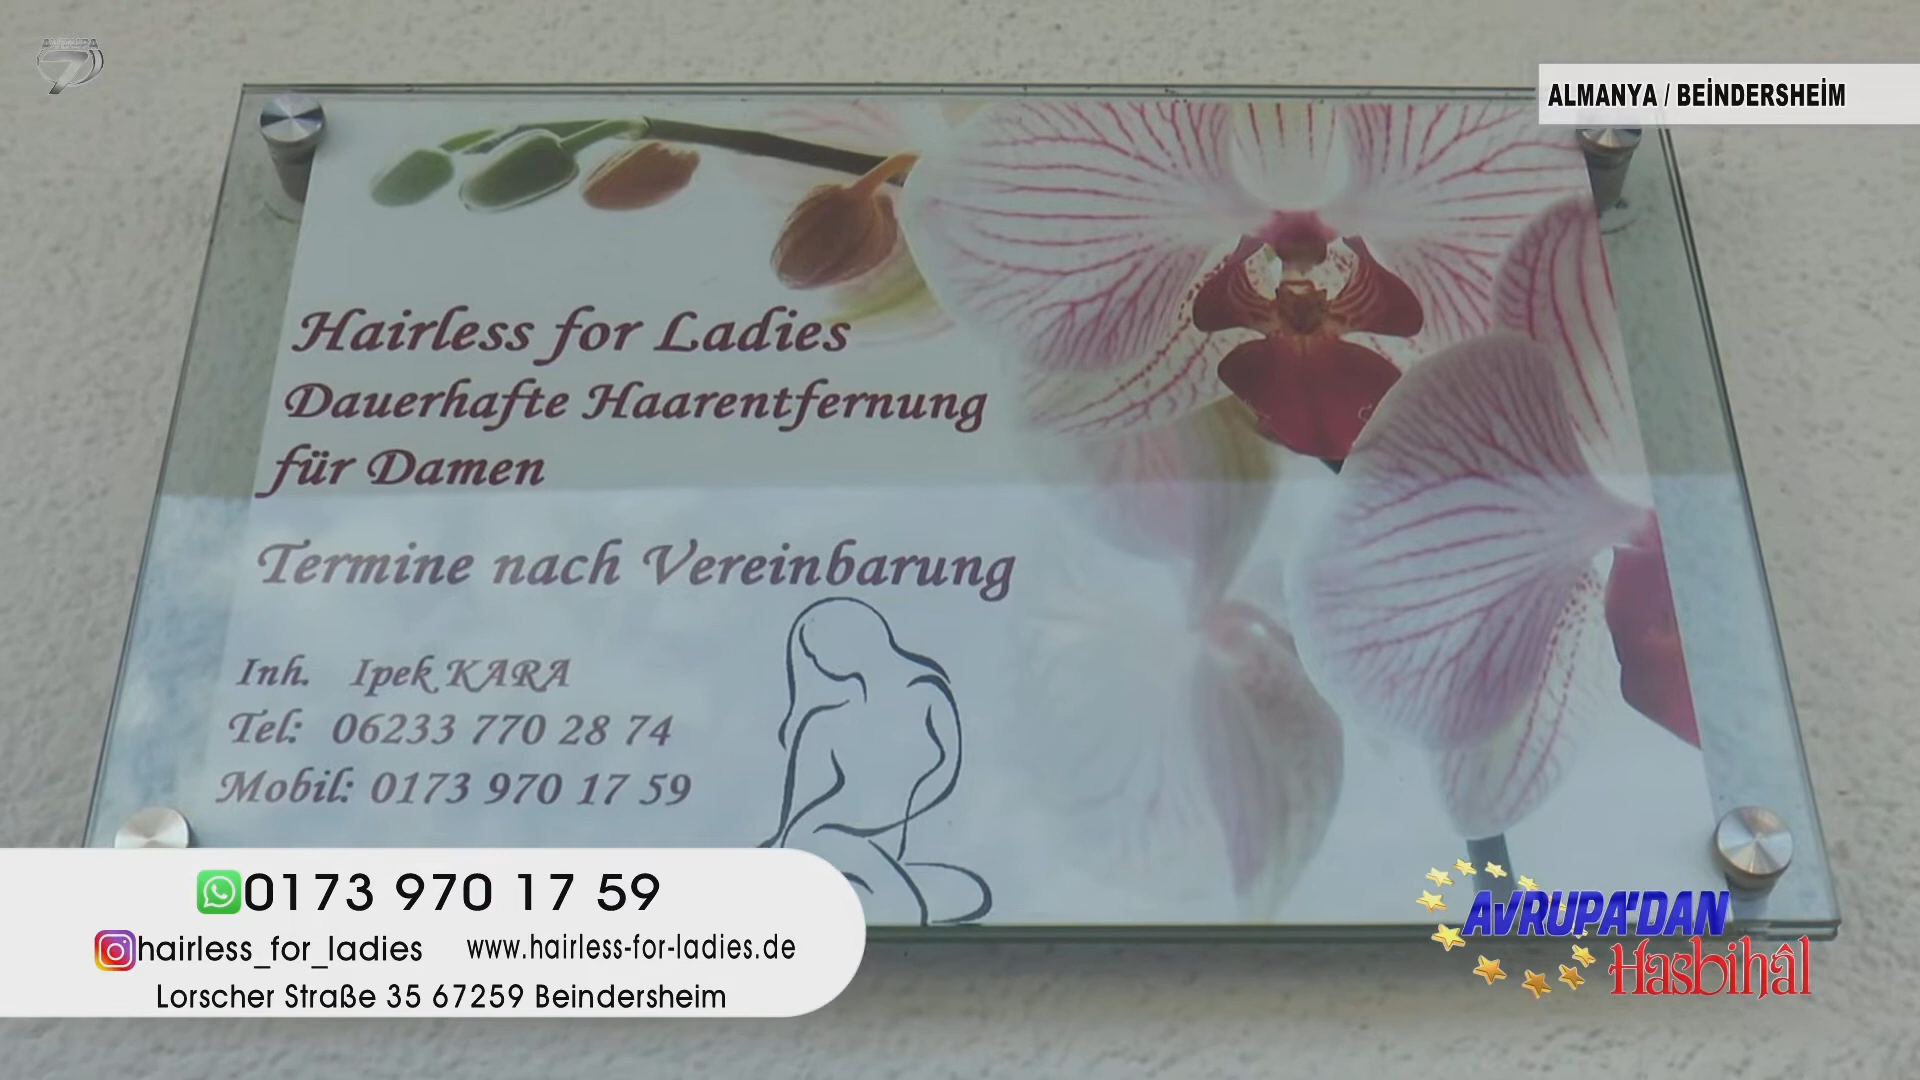 AVRUPA
7
ALMANYA / BEİNDERSHEİM
Hairless for Ladies
Dauerhafte Haarentfernung
für Damen
Termine nach Vereinbarung
Inh. Ipek KARA
Tel: 06233 770 28 74
Mobil: 0173 970 17 59
0173 970 17 59
hairless_for_ladies www.hairless-for-ladies.de
Lorscher Straße 35 67259 Beindersheim
AVRUPA'DAN
Hasbihâl